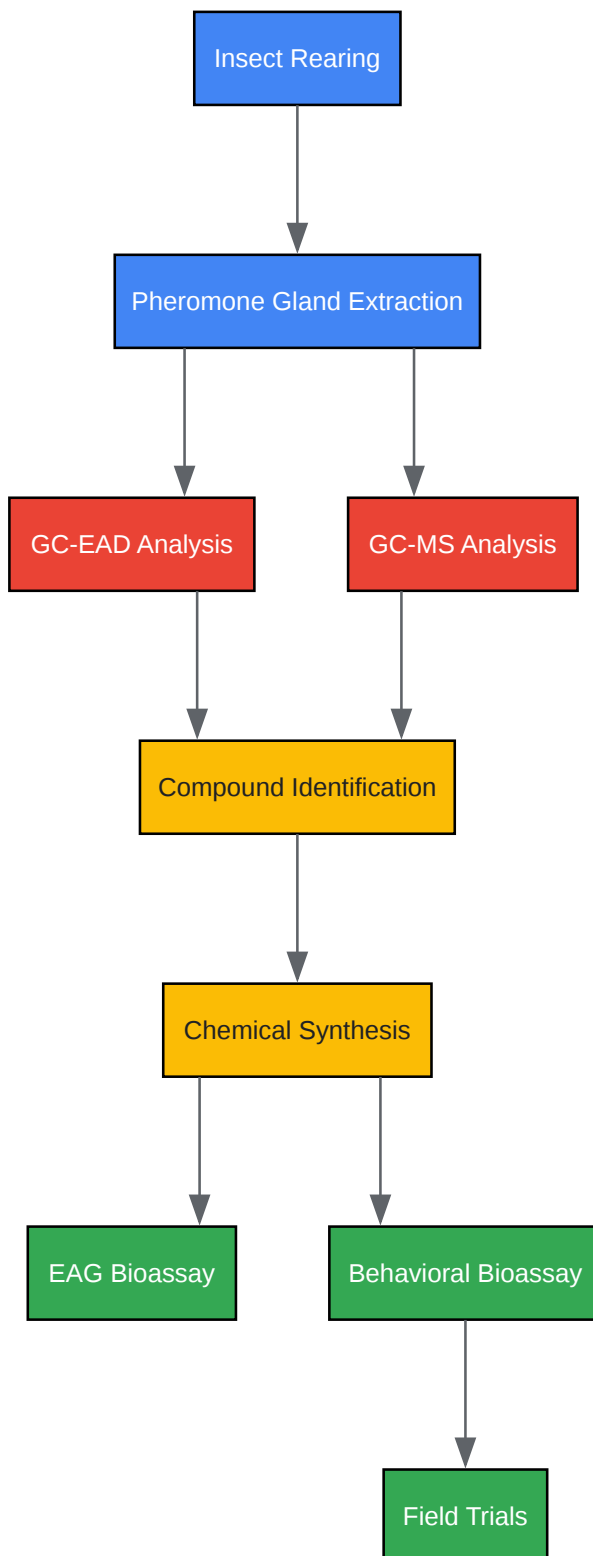 Insect Rearing
Pheromone Gland Extraction
GC-EAD Analysis
GC-MS Analysis
Compound Identification
Chemical Synthesis
EAG Bioassay
Behavioral Bioassay
Field Trials